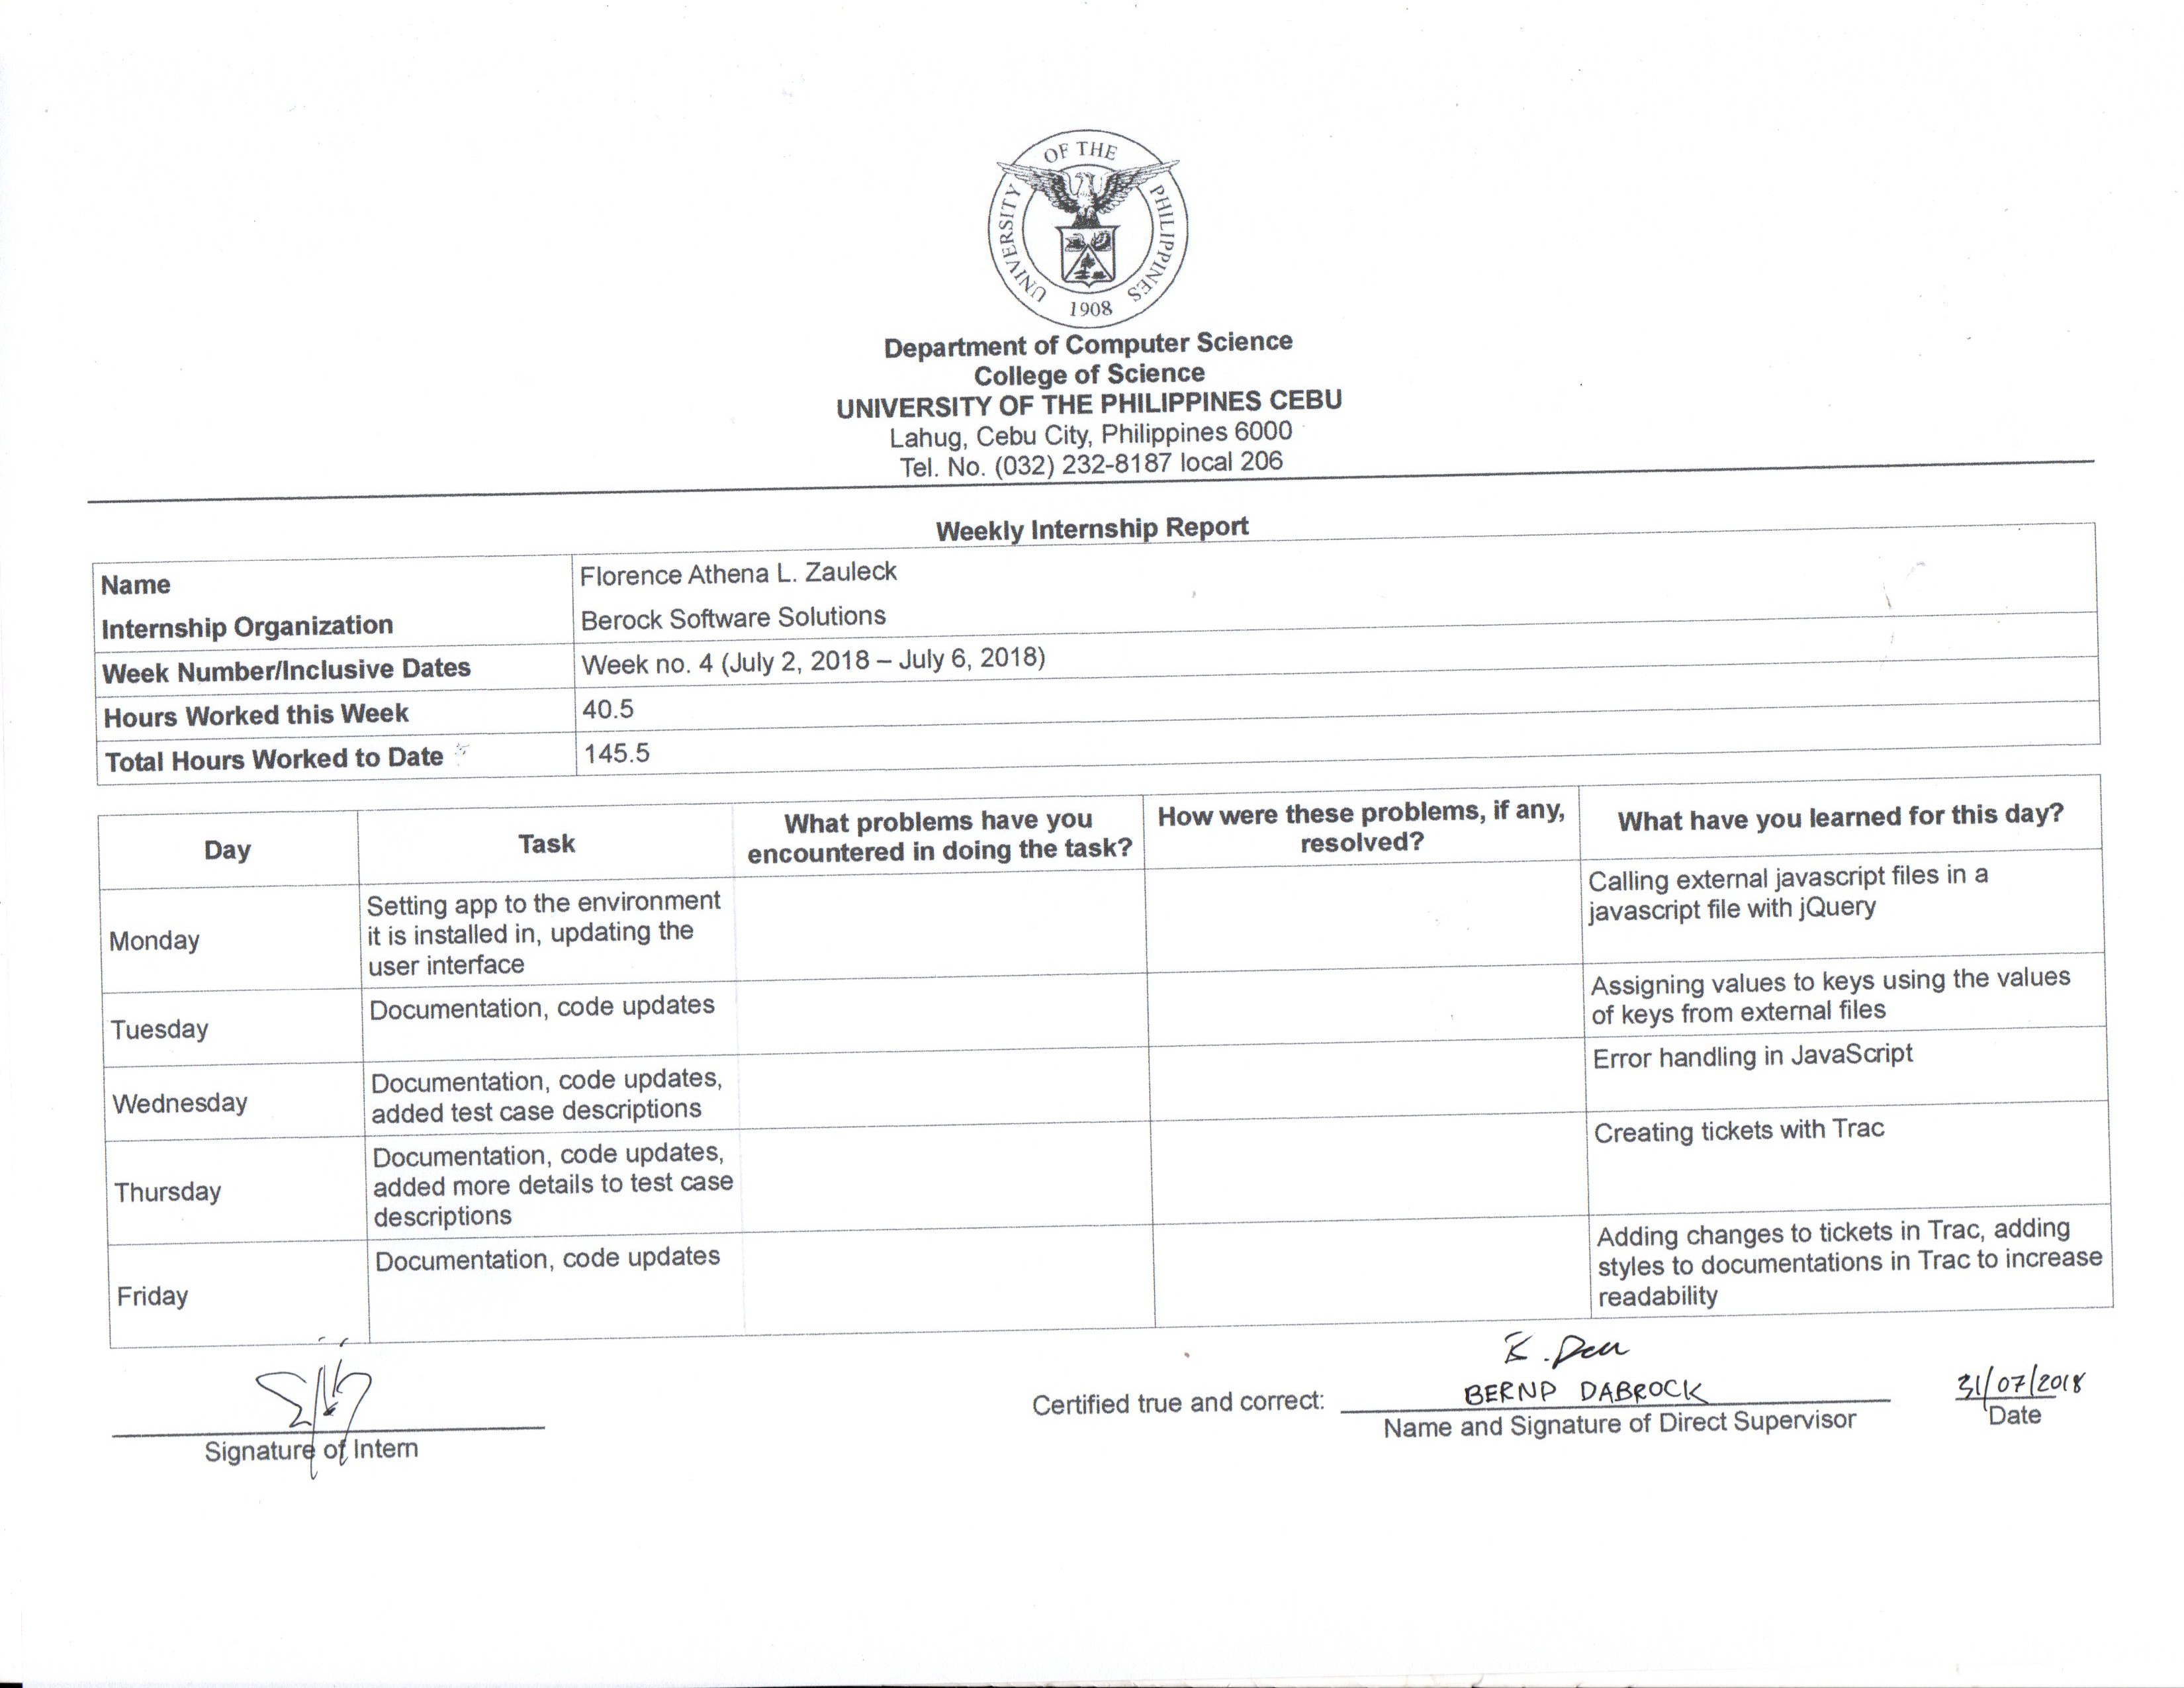 UNIVERSITY OF THE PHILIPPINES
1908
Department of Computer Science
College of Science
UNIVERSITY OF THE PHILIPPINES CEBU
Lahug, Cebu City, Philippines 6000
Tel. No. (032) 232-8187 local 206
Weekly Internship Report
Name Florence Athena L. Zauleck
Internship Organization Berock Software Solutions
Week Number/Inclusive Dates Week no. 4 (July 2, 2018 – July 6, 2018)
Hours Worked this Week 40.5
Total Hours Worked to Date 145.5
Day
Task
What problems have you
encountered in doing the task?
How were these problems, if any,
resolved?
What have you learned for this day?
Monday
Setting app to the environment
it is installed in, updating the
user interface
Calling external javascript files in a
javascript file with jQuery
Tuesday
Documentation, code updates
Assigning values to keys using the values
of keys from external files
Wednesday
Documentation, code updates,
added test case descriptions
Error handling in JavaScript
Thursday
Documentation, code updates,
added more details to test case
descriptions
Creating tickets with Trac
Friday
Documentation, code updates
Adding changes to tickets in Trac, adding
styles to documentations in Trac to increase
readability
Signature of Intern
Certified true and correct:
BERND DABROCK
Name and Signature of Direct Supervisor
31/07/2018
Date